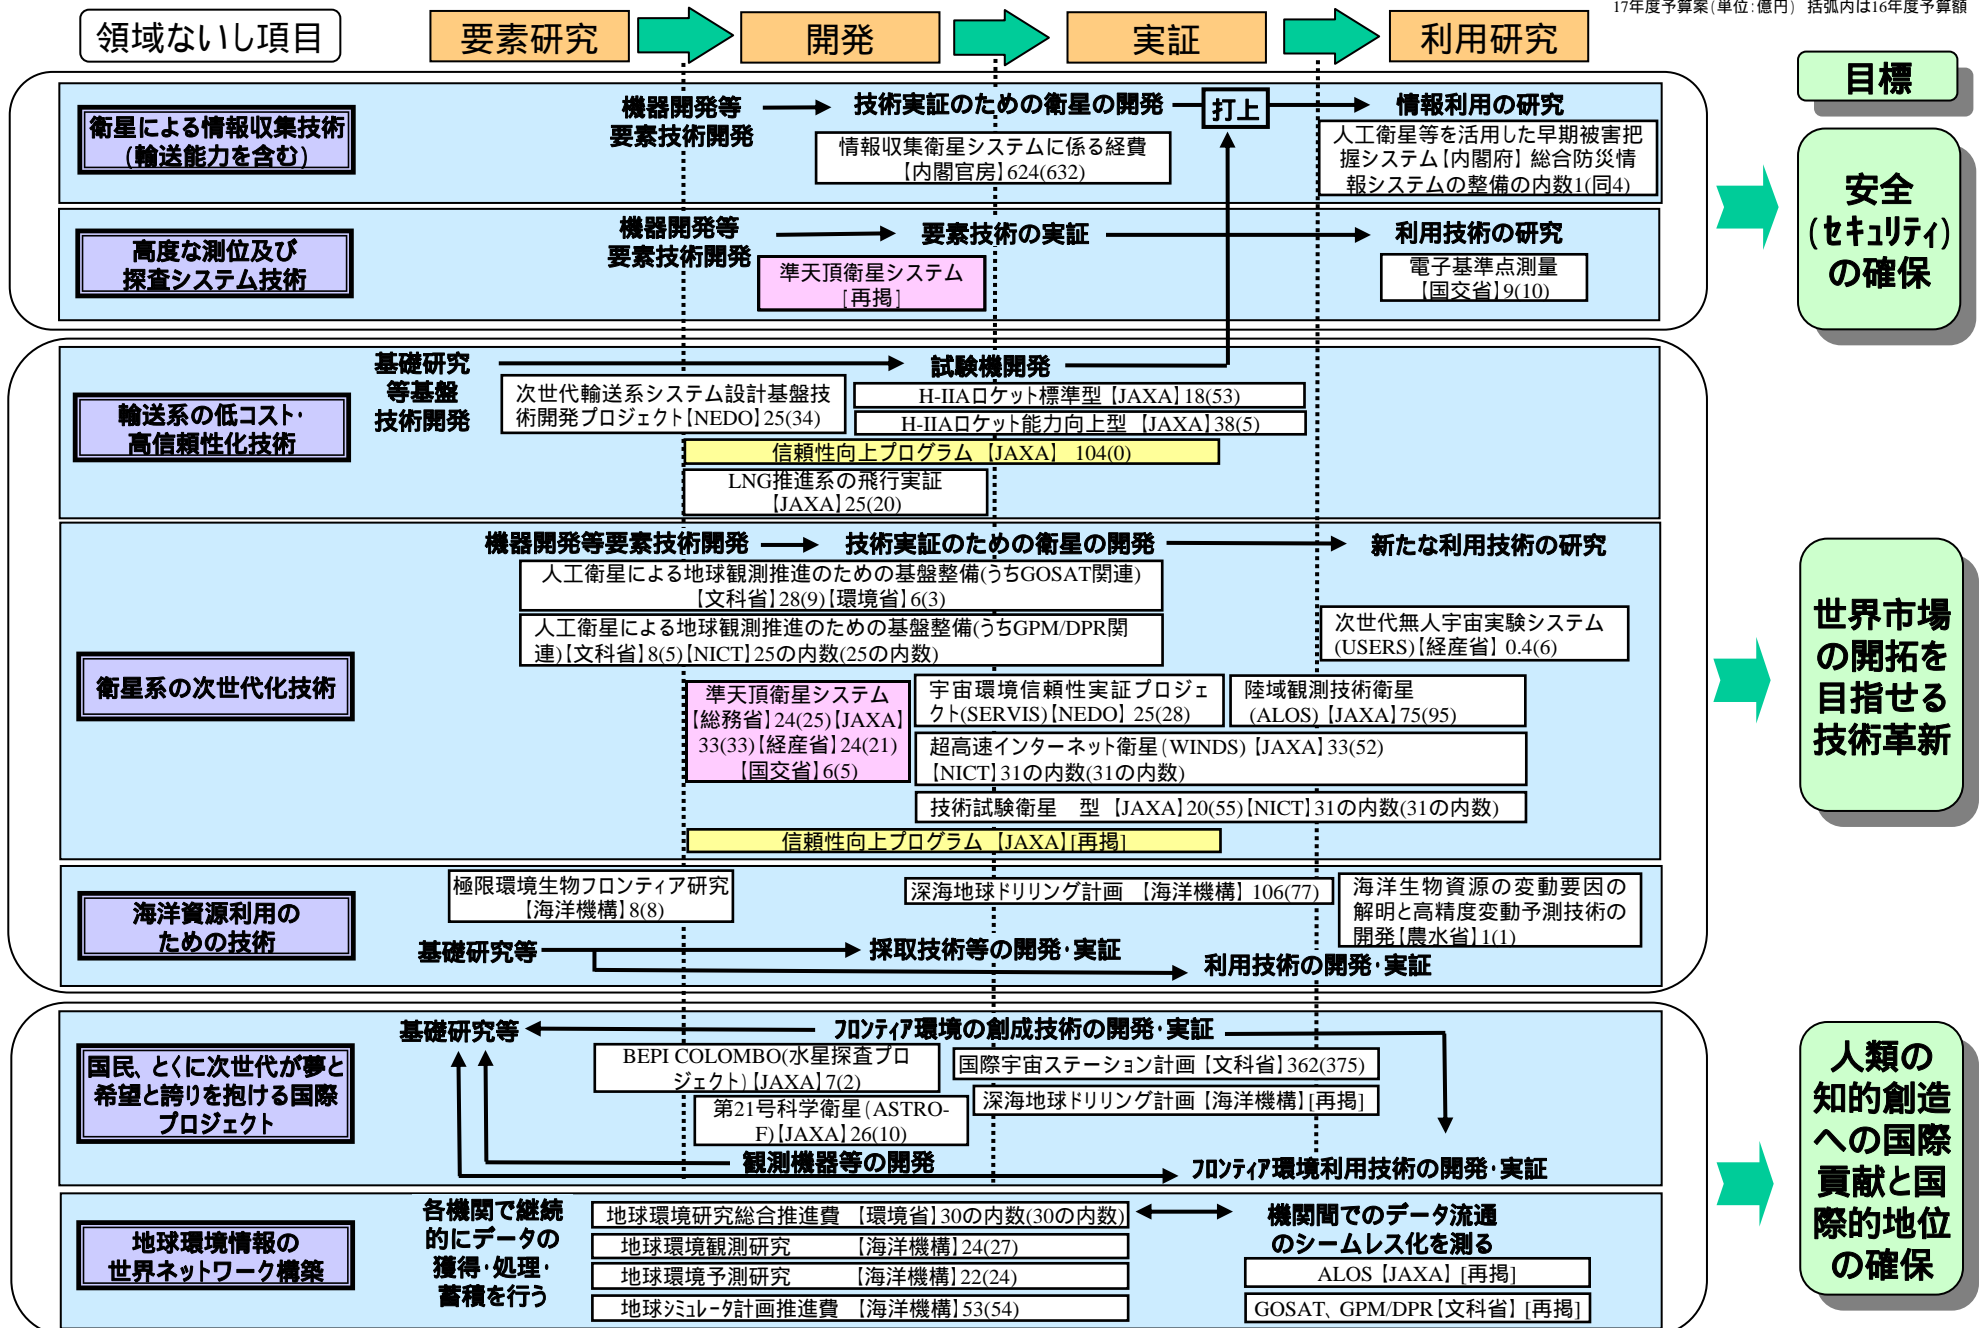 17年度予算案(単位:億円) 括弧内は16年度予算額
領域ないし項目
要素研究
開発
実証
利用研究
目標
衛星による情報収集技術
(輸送能力を含む)
機器開発等
要素技術開発
技術実証のための衛星の開発
打上
情報利用の研究
情報収集衛星システムに係る経費
【内閣官房】624(632)
人工衛星等を活用した早期被害把
握システム【内閣府】 総合防災情
報システムの整備の内数1(同4)
高度な測位及び
探査システム技術
機器開発等
要素技術開発
要素技術の実証
利用技術の研究
準天頂衛星システム
[再掲]
電子基準点測量
【国交省】9(10)
安全
(セキュリティ)
の確保
輸送系の低コスト・
高信頼性化技術
基礎研究
等基盤
技術開発
試験機開発
次世代輸送系システム設計基盤技
術開発プロジェクト【NEDO】25(34)
H-IIAロケット標準型【JAXA】18(53)
H-IIAロケット能力向上型 【JAXA】38(5)
信頼性向上プログラム 【JAXA】 104(0)
LNG推進系の飛行実証
【JAXA】25(20)
衛星系の次世代化技術
機器開発等要素技術開発
技術実証のための衛星の開発
新たな利用技術の研究
人工衛星による地球観測推進のための基盤整備(うちGOSAT関連)
【文科省】28(9)【環境省】6(3)
人工衛星による地球観測推進のための基盤整備(うちGPM/DPR関
連)【文科省】8(5)【NICT】25の内数(25の内数)
次世代無人宇宙実験システム
(USERS)【経産省】 0.4(6)
準天頂衛星システム
【総務省】24(25)【JAXA】
33(33)【経産省】24(21)
【国交省】6(5)
宇宙環境信頼性実証プロジェ
クト(SERVIS)【NEDO】 25(28)
陸域観測技術衛星
(ALOS)【JAXA】75(95)
超高速インターネット衛星(WINDS)【JAXA】33(52)
【NICT】31の内数(31の内数)
技術試験衛星 型 【JAXA】20(55)【NICT】31の内数(31の内数)
信頼性向上プログラム 【JAXA】[再掲]
世界市場
の開拓を
目指せる
技術革新
海洋資源利用の
ための技術
極限環境生物フロンティア研究
【海洋機構】8(8)
深海地球ドリリング計画 【海洋機構】106(77)
海洋生物資源の変動要因の
解明と高精度変動予測技術の
開発【農水省】1(1)
基礎研究等
採取技術等の開発・実証
利用技術の開発・実証
国民、とくに次世代が夢と
希望と誇りを抱ける国際
プロジェクト
基礎研究等
フロンティア環境の創成技術の開発・実証
BEPI COLOMBO(水星探査プロ
ジェクト)【JAXA】7(2)
国際宇宙ステーション計画【文科省】362(375)
第21号科学衛星(ASTRO-
F)【JAXA】26(10)
深海地球ドリリング計画【海洋機構】[再掲]
観測機器等の開発
フロンティア環境利用技術の開発・実証
地球環境情報の
世界ネットワーク構築
各機関で継続
的にデータの
獲得・処理・
蓄積を行う
地球環境研究総合推進費 【環境省】30の内数(30の内数)
地球環境観測研究 【海洋機構】24(27)
地球環境予測研究 【海洋機構】22(24)
地球シミュレータ計画推進費 【海洋機構】53(54)
機関間でのデータ流通
のシームレス化を測る
ALOS【JAXA】[再掲]
GOSAT、GPM/DPR【文科省】[再掲]
人類の
知的創造
への国際
貢献と国
際的地位
の確保